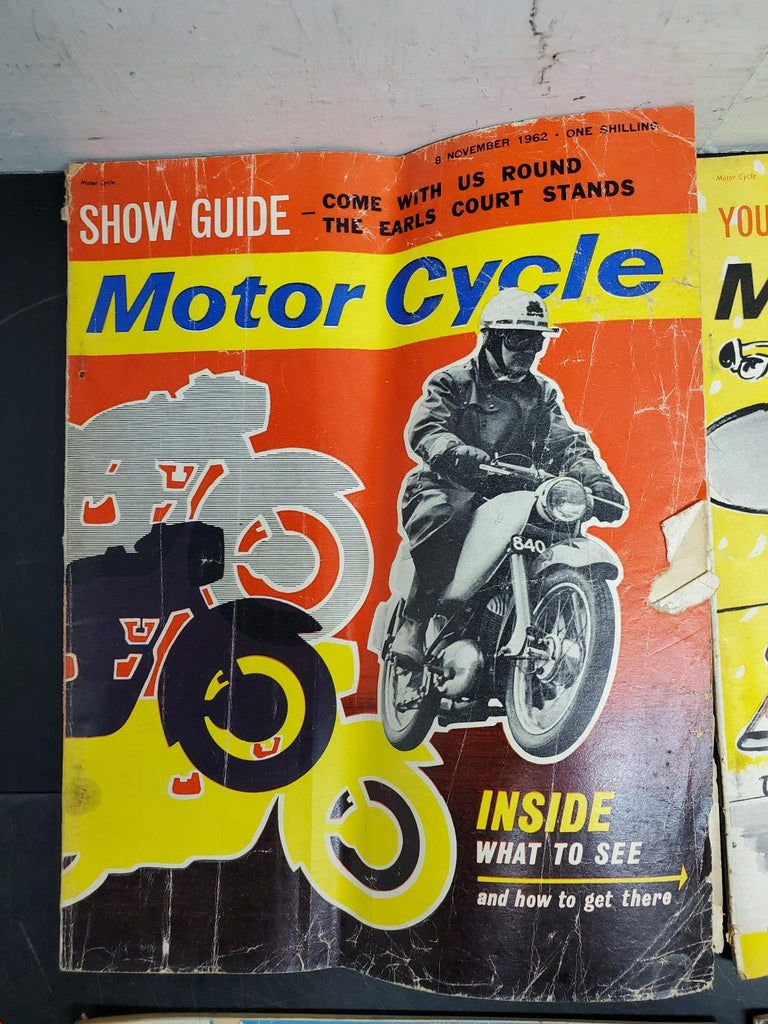 8 NOVEMBER 1962 · ONE SHILLING
Motor Cycle
SHOW GUIDE – COME WITH US ROUND
THE EARLS COURT STANDS
Motor Cycle
840
INSIDE
WHAT TO SEE
and how to get there
Motor Cycle
YOU
M